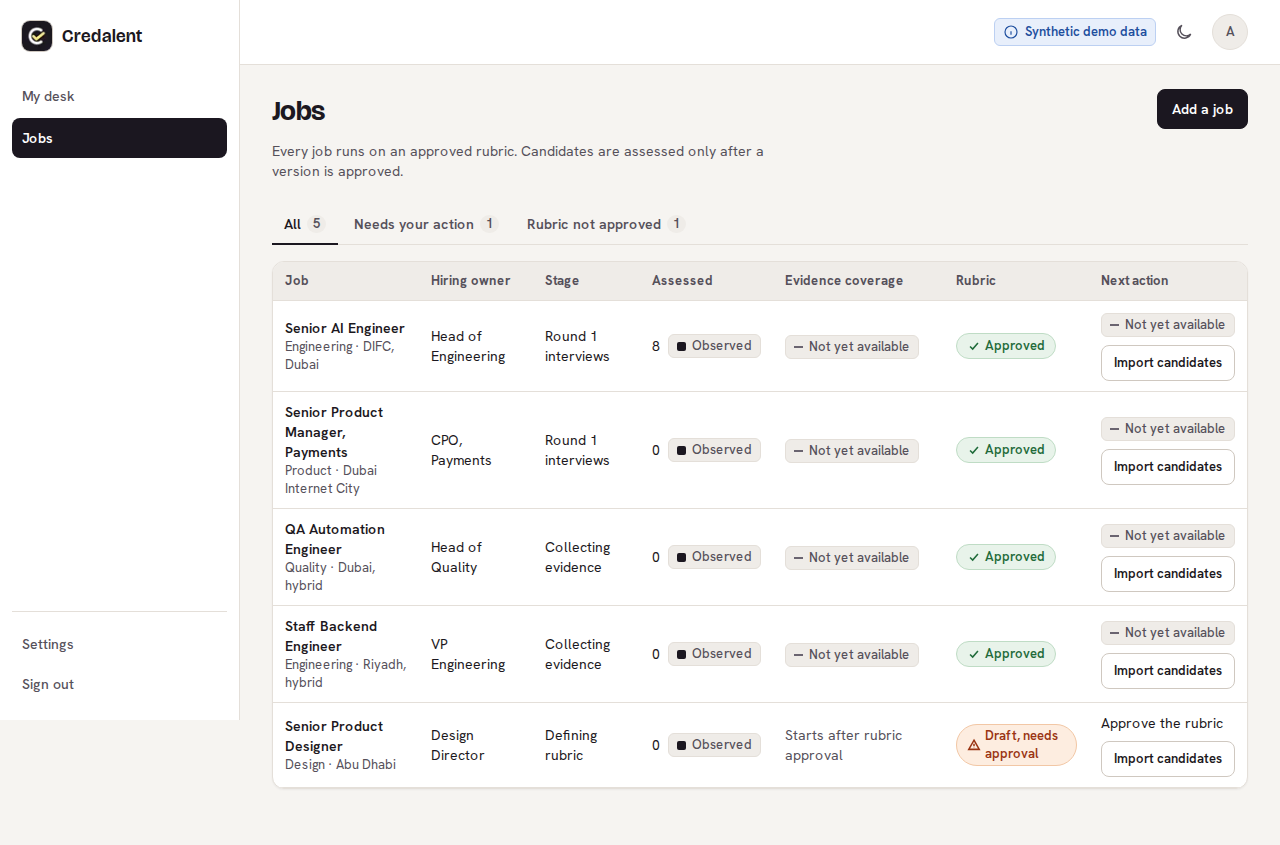 Credalent
Synthetic demo data
A
My desk
Jobs
Settings
Sign out
Jobs
Add a job
Every job runs on an approved rubric. Candidates are assessed only after a
version is approved.
All 5 Needs your action 1 Rubric not approved 1
Job Hiring owner Stage Assessed Evidence coverage Rubric Next action
Senior AI Engineer
Engineering · DIFC,
Dubai
Head of
Engineering
Round 1
interviews
8 Observed
Not yet available
Approved
Not yet available
Import candidates
Senior Product
Manager,
Payments
Product · Dubai
Internet City
CPO,
Payments
Round 1
interviews
0 Observed
Not yet available
Approved
Not yet available
Import candidates
QA Automation
Engineer
Quality · Dubai,
hybrid
Head of
Quality
Collecting
evidence
0 Observed
Not yet available
Approved
Not yet available
Import candidates
Staff Backend
Engineer
Engineering · Riyadh,
hybrid
VP
Engineering
Collecting
evidence
0 Observed
Not yet available
Approved
Not yet available
Import candidates
Senior Product
Designer
Design · Abu Dhabi
Design
Director
Defining
rubric
0 Observed
Starts after rubric
approval
Draft, needs
approval
Approve the rubric
Import candidates